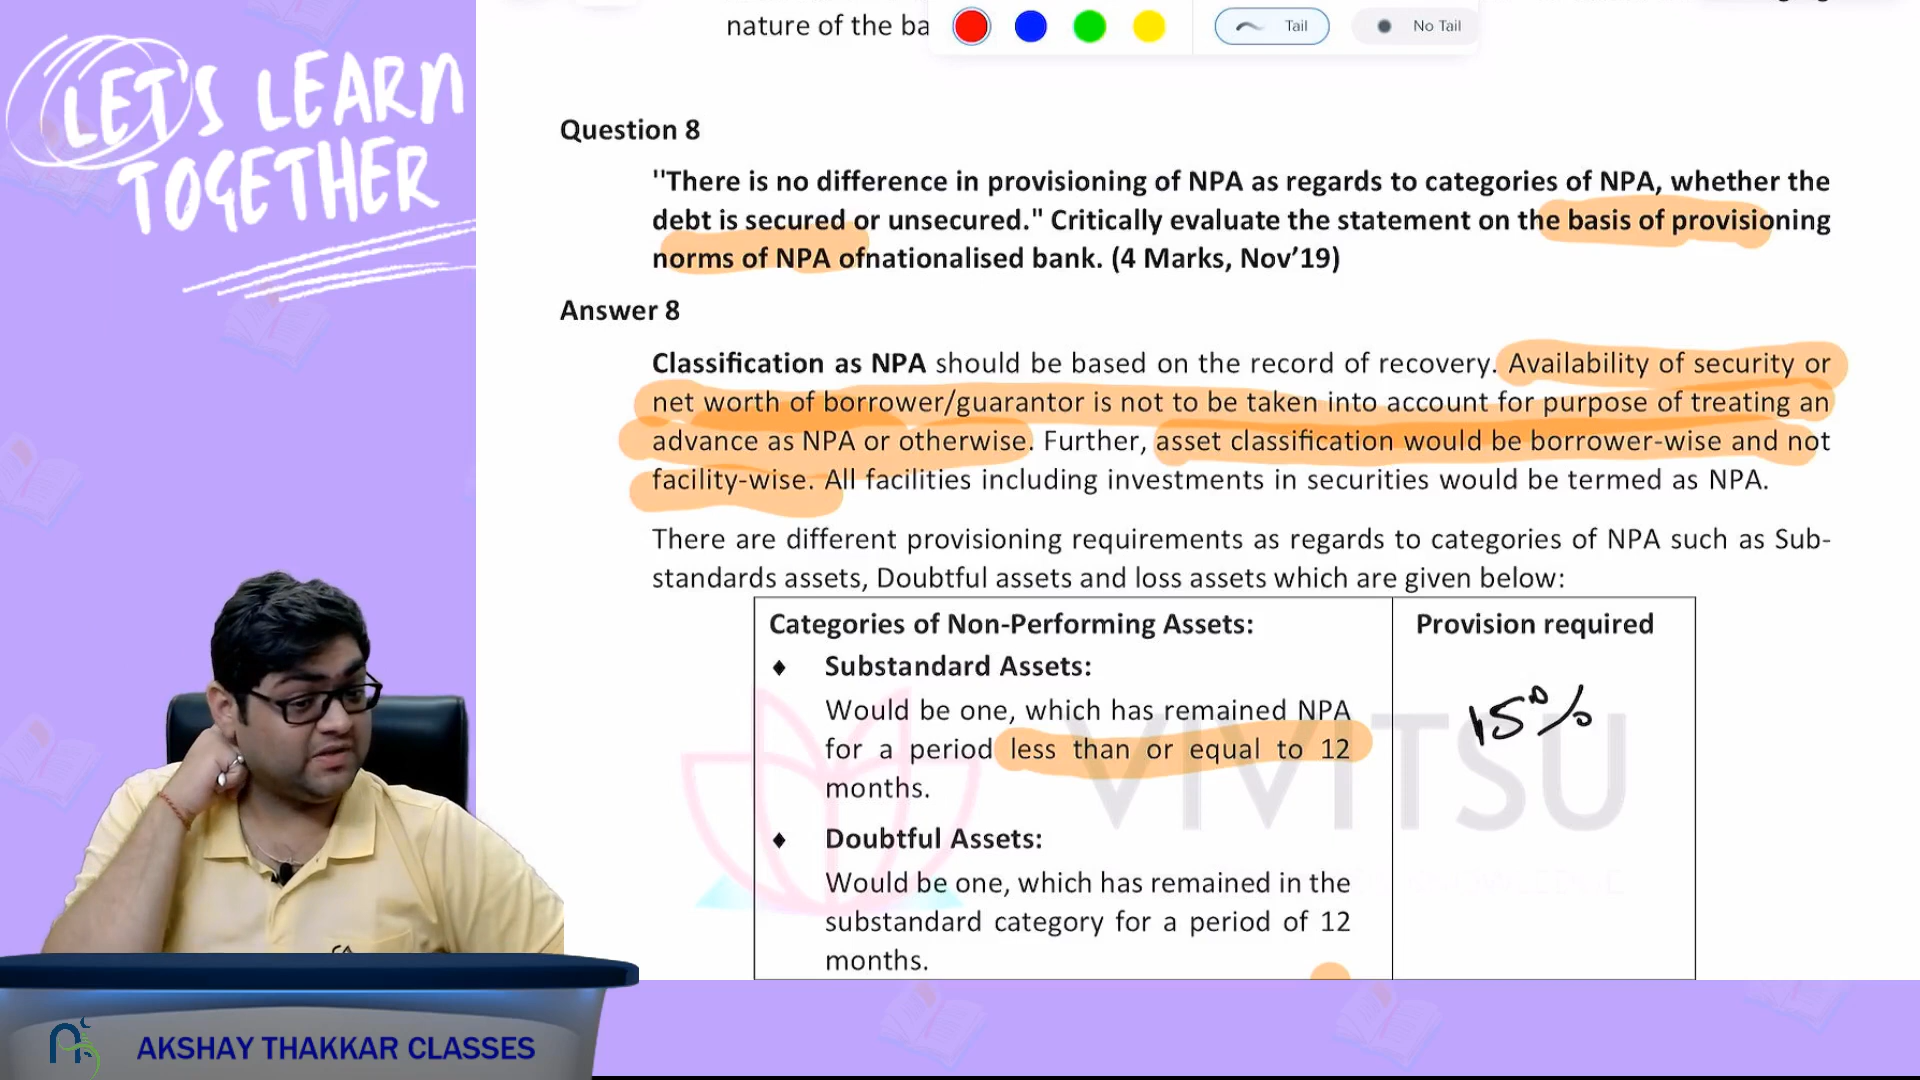 nature of the ba
Tail
No Tail
LET'S LEARN
TOGETHER
Question 8
"There is no difference in provisioning of NPA as regards to categories of NPA, whether the
debt is secured or unsecured." Critically evaluate the statement on the basis of provisioning
norms of NPA ofnationalised bank. (4 Marks, Nov’19)
Answer 8
Classification as NPA should be based on the record of recovery. Availability of security or
net worth of borrower/guarantor is not to be taken into account for purpose of treating an
advance as NPA or otherwise. Further, asset classification would be borrower-wise and not
facility-wise. All facilities including investments in securities would be termed as NPA.
There are different provisioning requirements as regards to categories of NPA such as Sub-
standards assets, Doubtful assets and loss assets which are given below:
Categories of Non-Performing Assets:
Provision required
♦ Substandard Assets:
Would be one, which has remained NPA
for a period less than or equal to 12
months.
15%
♦ Doubtful Assets:
Would be one, which has remained in the
substandard category for a period of 12
months.
VIVITSU
AKSHAY THAKKAR CLASSES